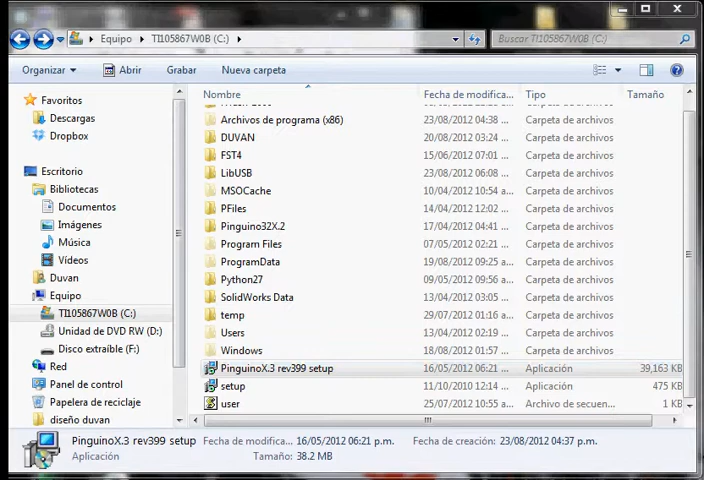 Equipo ▸ TI105867W0B (C:) ▸
Buscar TI105867W0B (C:)
Organizar Abrir Grabar Nueva carpeta
Favoritos
Descargas
Dropbox
Escritorio
Bibliotecas
Documentos
Imágenes
Música
Vídeos
Duvan
Equipo
TI105867W0B (C:)
Unidad de DVD RW (D:)
Disco extraíble (F:)
Red
Panel de control
Papelera de reciclaje
diseño duvan
Nombre Fecha de modifica... Tipo Tamaño
Archivos de programa (x86) 23/08/2012 04:38 ... Carpeta de archivos
DUVAN 20/08/2012 03:24 ... Carpeta de archivos
FST4 15/06/2012 07:01 ... Carpeta de archivos
LibUSB 23/08/2012 06:08 ... Carpeta de archivos
MSOCache 10/04/2012 10:54 a... Carpeta de archivos
PFiles 14/04/2012 12:02 ... Carpeta de archivos
Pinguino32X.2 17/04/2012 04:41 ... Carpeta de archivos
Program Files 07/05/2012 02:21 ... Carpeta de archivos
ProgramData 19/08/2012 09:25 a... Carpeta de archivos
Python27 09/05/2012 09:56 a... Carpeta de archivos
SolidWorks Data 13/04/2012 03:05 ... Carpeta de archivos
temp 29/07/2012 01:16 a... Carpeta de archivos
Users 13/04/2012 02:19 ... Carpeta de archivos
Windows 18/08/2012 01:57 ... Carpeta de archivos
PinguinoX.3 rev399 setup 16/05/2012 06:21 ... Aplicación 39,163 KB
setup 11/10/2010 12:14 ... Aplicación 475 KB
user 25/07/2012 10:55 a... Archivo de secuen... 1 KB
PinguinoX.3 rev399 setup Fecha de modifica... 16/05/2012 06:21 p.m. Fecha de creación: 23/08/2012 04:37 p.m.
Aplicación Tamaño: 38.2 MB